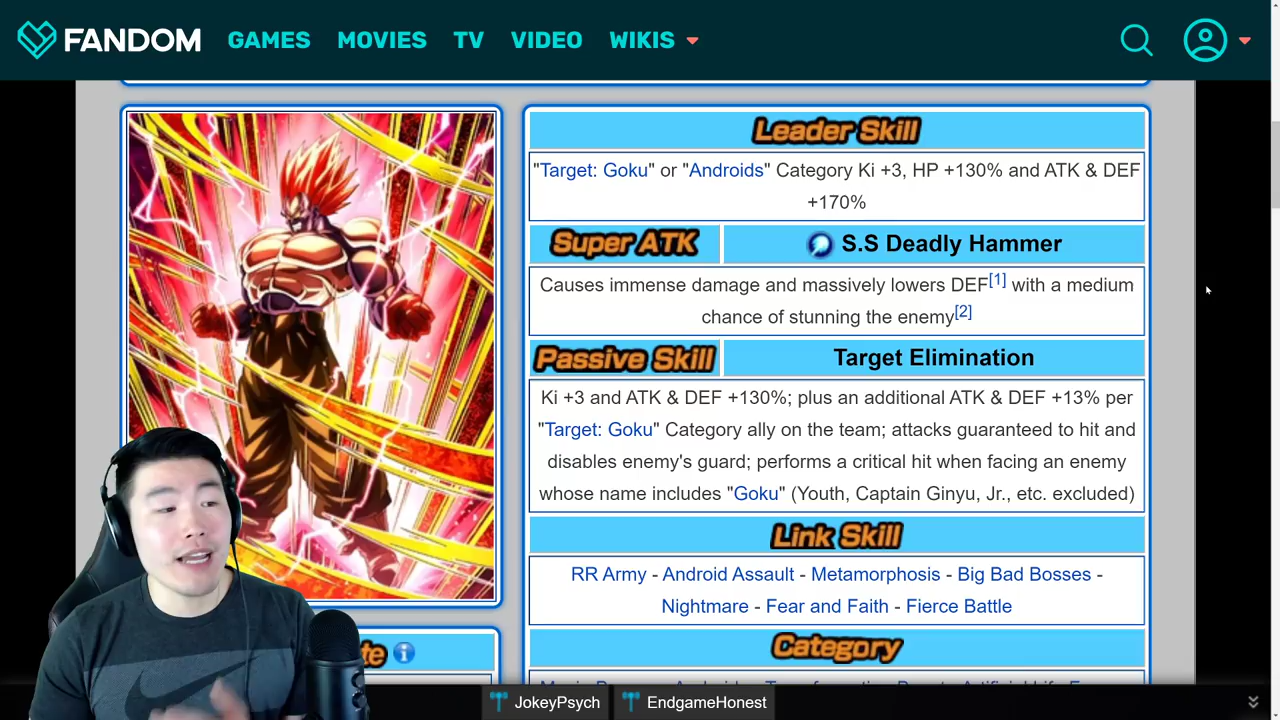 FANDOM GAMES MOVIES TV VIDEO WIKIS
Leader Skill
"Target: Goku" or "Androids" Category Ki +3, HP +130% and ATK & DEF
+170%
Super ATK S.S Deadly Hammer
Causes immense damage and massively lowers DEF[1] with a medium
chance of stunning the enemy[2]
Passive Skill Target Elimination
Ki +3 and ATK & DEF +130%; plus an additional ATK & DEF +13% per
"Target: Goku" Category ally on the team; attacks guaranteed to hit and
disables enemy's guard; performs a critical hit when facing an enemy
whose name includes "Goku" (Youth, Captain Ginyu, Jr., etc. excluded)
Link Skill
RR Army - Android Assault - Metamorphosis - Big Bad Bosses -
Nightmare - Fear and Faith - Fierce Battle
Category
JokeyPsych EndgameHonest